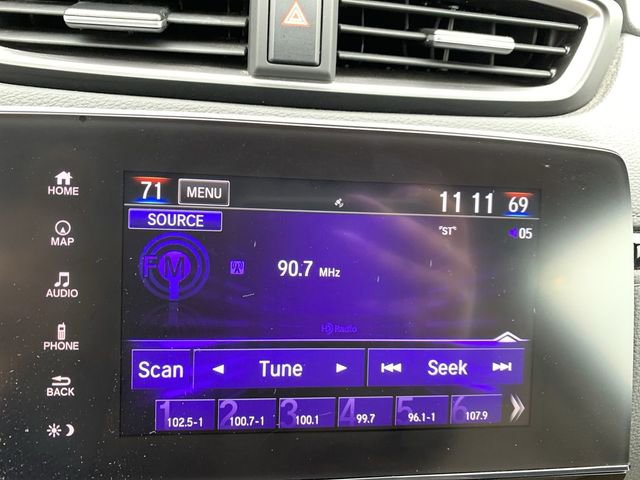 71 MENU 11 11 69
HOME
SOURCE
"ST" 05
MAP
FM 90.7 MHz
AUDIO
HD Radio
PHONE
Scan Tune Seek
BACK
1 2 3 4 5 6
102.5-1 100.7-1 100.1 99.7 96.1-1 107.9